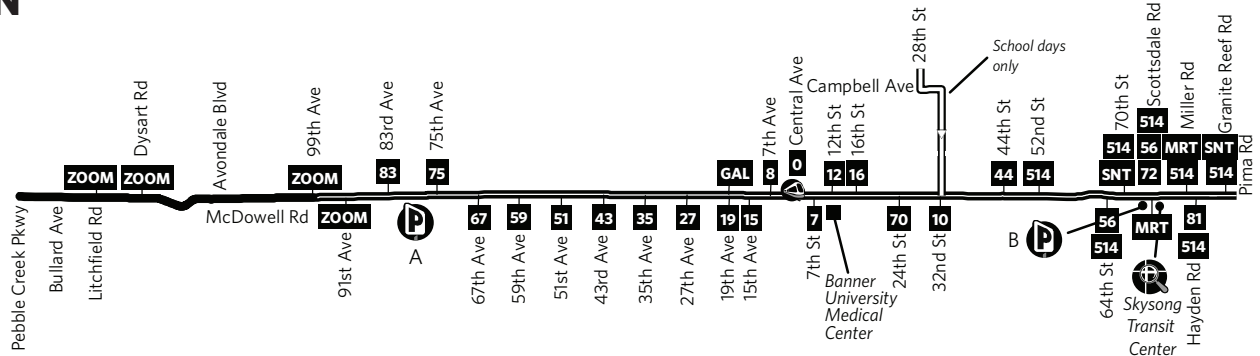 N
ZOOM
ZOOM
Dysart Rd
Avondale Blvd
ZOOM
99th Ave
83
83rd Ave
75
75th Ave
GAL
8
7th Ave
0
Central Ave
12
12th St
16
16th St
Campbell Ave
28th St
School days
only
44
44th St
514
52nd St
70th St
514
SNT
Scottsdale Rd
514
56
72
Miller Rd
MRT
514
Granite Reef Rd
SNT
514
Pima Rd
McDowell Rd
Pebble Creek Pkwy
Bullard Ave
Litchfield Rd
ZOOM
91st Ave
P
A
67
67th Ave
59
59th Ave
51
51st Ave
43
43rd Ave
35
35th Ave
27
27th Ave
19
19th Ave
15
15th Ave
7
7th St
Banner
University
Medical
Center
70
24th St
10
32nd St
B
P
56
514
64th St
MRT
Skysong
Transit
Center
81
514
Hayden Rd